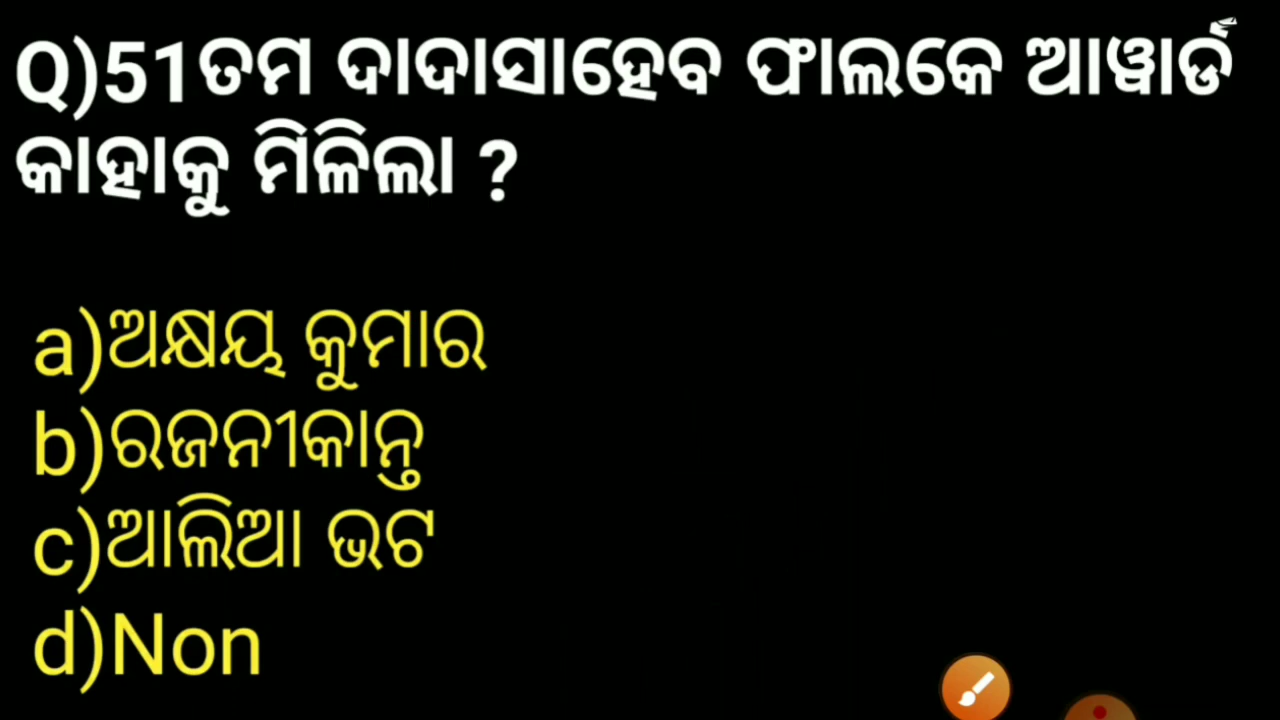 Q)51ତମ ଦାଦାସାହେବ ଫାଲକେ ଆୱାର୍ଡ
କାହାକୁ ମିଳିଲା ?
a)ଅକ୍ଷୟ କୁମାର
b)ରଜନୀକାନ୍ତ
c)ଆଲିଆ ଭଟ
d)Non